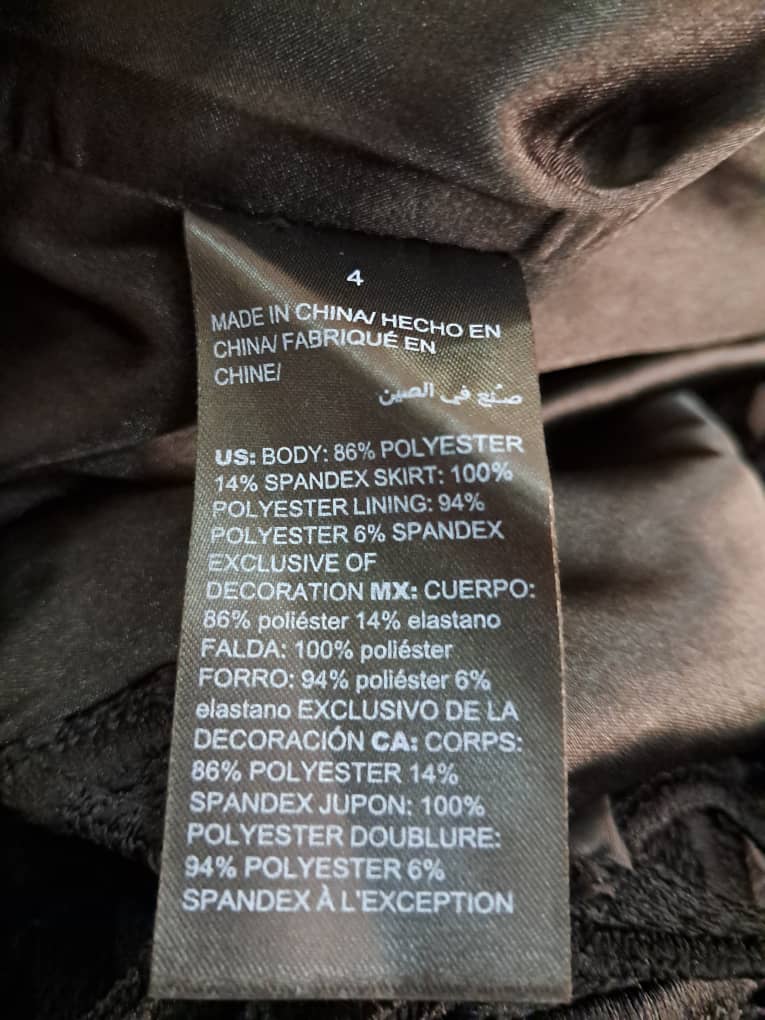 4
MADE IN CHINA/ HECHO EN
CHINA/ FABRIQUÉ EN
CHINE/
صنع في الصين
US: BODY: 86% POLYESTER
14% SPANDEX SKIRT: 100%
POLYESTER LINING: 94%
POLYESTER 6% SPANDEX
EXCLUSIVE OF
DECORATION MX: CUERPO:
86% poliéster 14% elastano
FALDA: 100% poliéster
FORRO: 94% poliéster 6%
elastano EXCLUSIVO DE LA
DECORACIÓN CA: CORPS:
86% POLYESTER 14%
SPANDEX JUPON: 100%
POLYESTER DOUBLURE:
94% POLYESTER 6%
SPANDEX À L'EXCEPTION